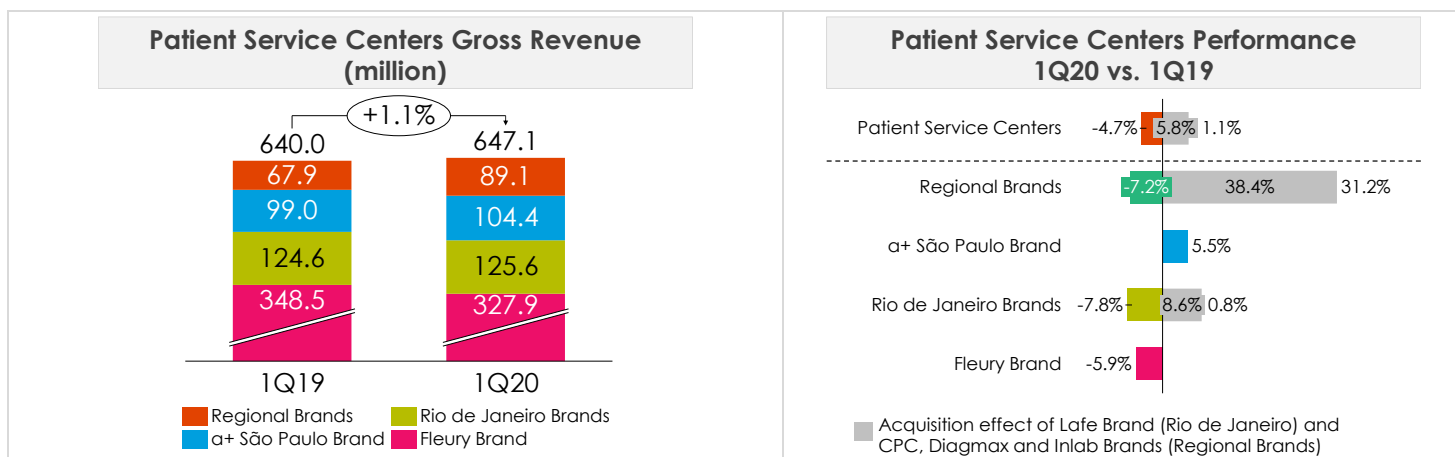 Patient Service Centers Gross Revenue
(million)
+1.1%
640.0
647.1
67.9
89.1
99.0
104.4
124.6
125.6
348.5
327.9
1Q19
1Q20
Regional Brands
Rio de Janeiro Brands
a+ São Paulo Brand
Fleury Brand
Patient Service Centers Performance
1Q20 vs. 1Q19
Patient Service Centers
-4.7%
5.8%
1.1%
Regional Brands
-7.2%
38.4%
31.2%
a+ São Paulo Brand
5.5%
Rio de Janeiro Brands
-7.8%
8.6%
0.8%
Fleury Brand
-5.9%
Acquisition effect of Lafe Brand (Rio de Janeiro) and
CPC, Diagmax and Inlab Brands (Regional Brands)